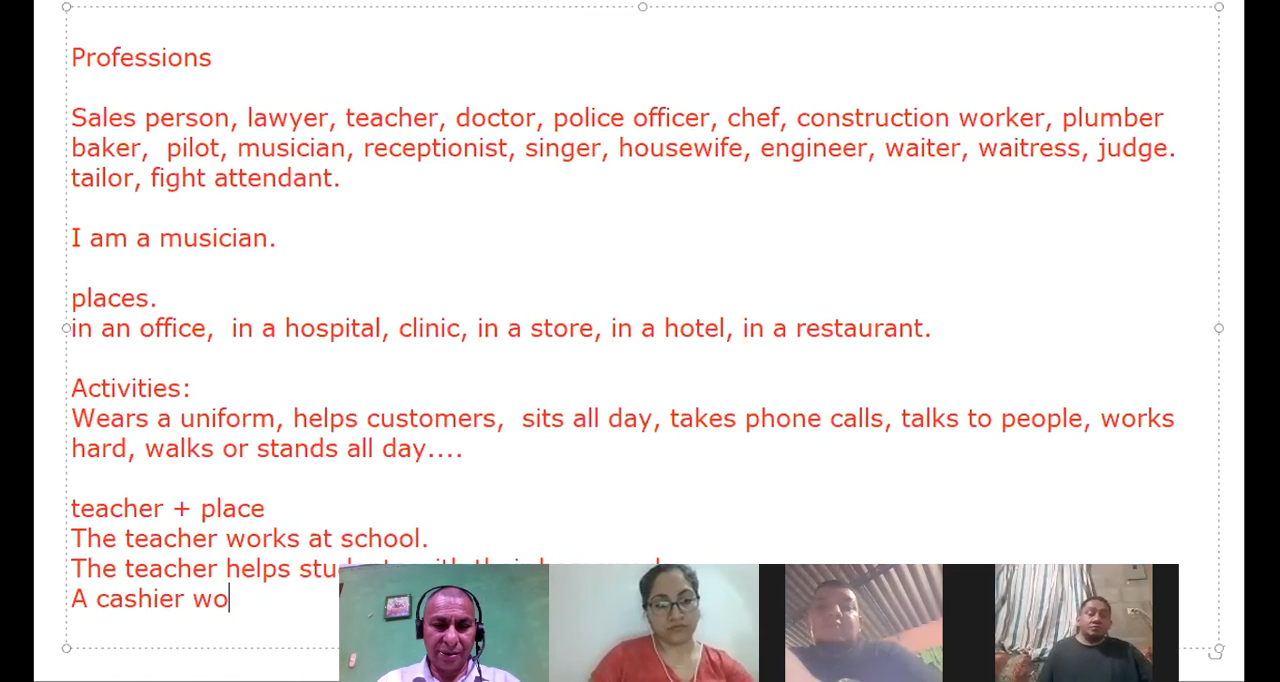 Professions
Sales person, lawyer, teacher, doctor, police officer, chef, construction worker, plumber
baker, pilot, musician, receptionist, singer, housewife, engineer, waiter, waitress, judge.
tailor, fight attendant.
I am a musician.
places.
in an office, in a hospital, clinic, in a store, in a hotel, in a restaurant.
Activities:
Wears a uniform, helps customers, sits all day, takes phone calls, talks to people, works
hard, walks or stands all day....
teacher + place
The teacher works at school.
The teacher helps
A cashier wo